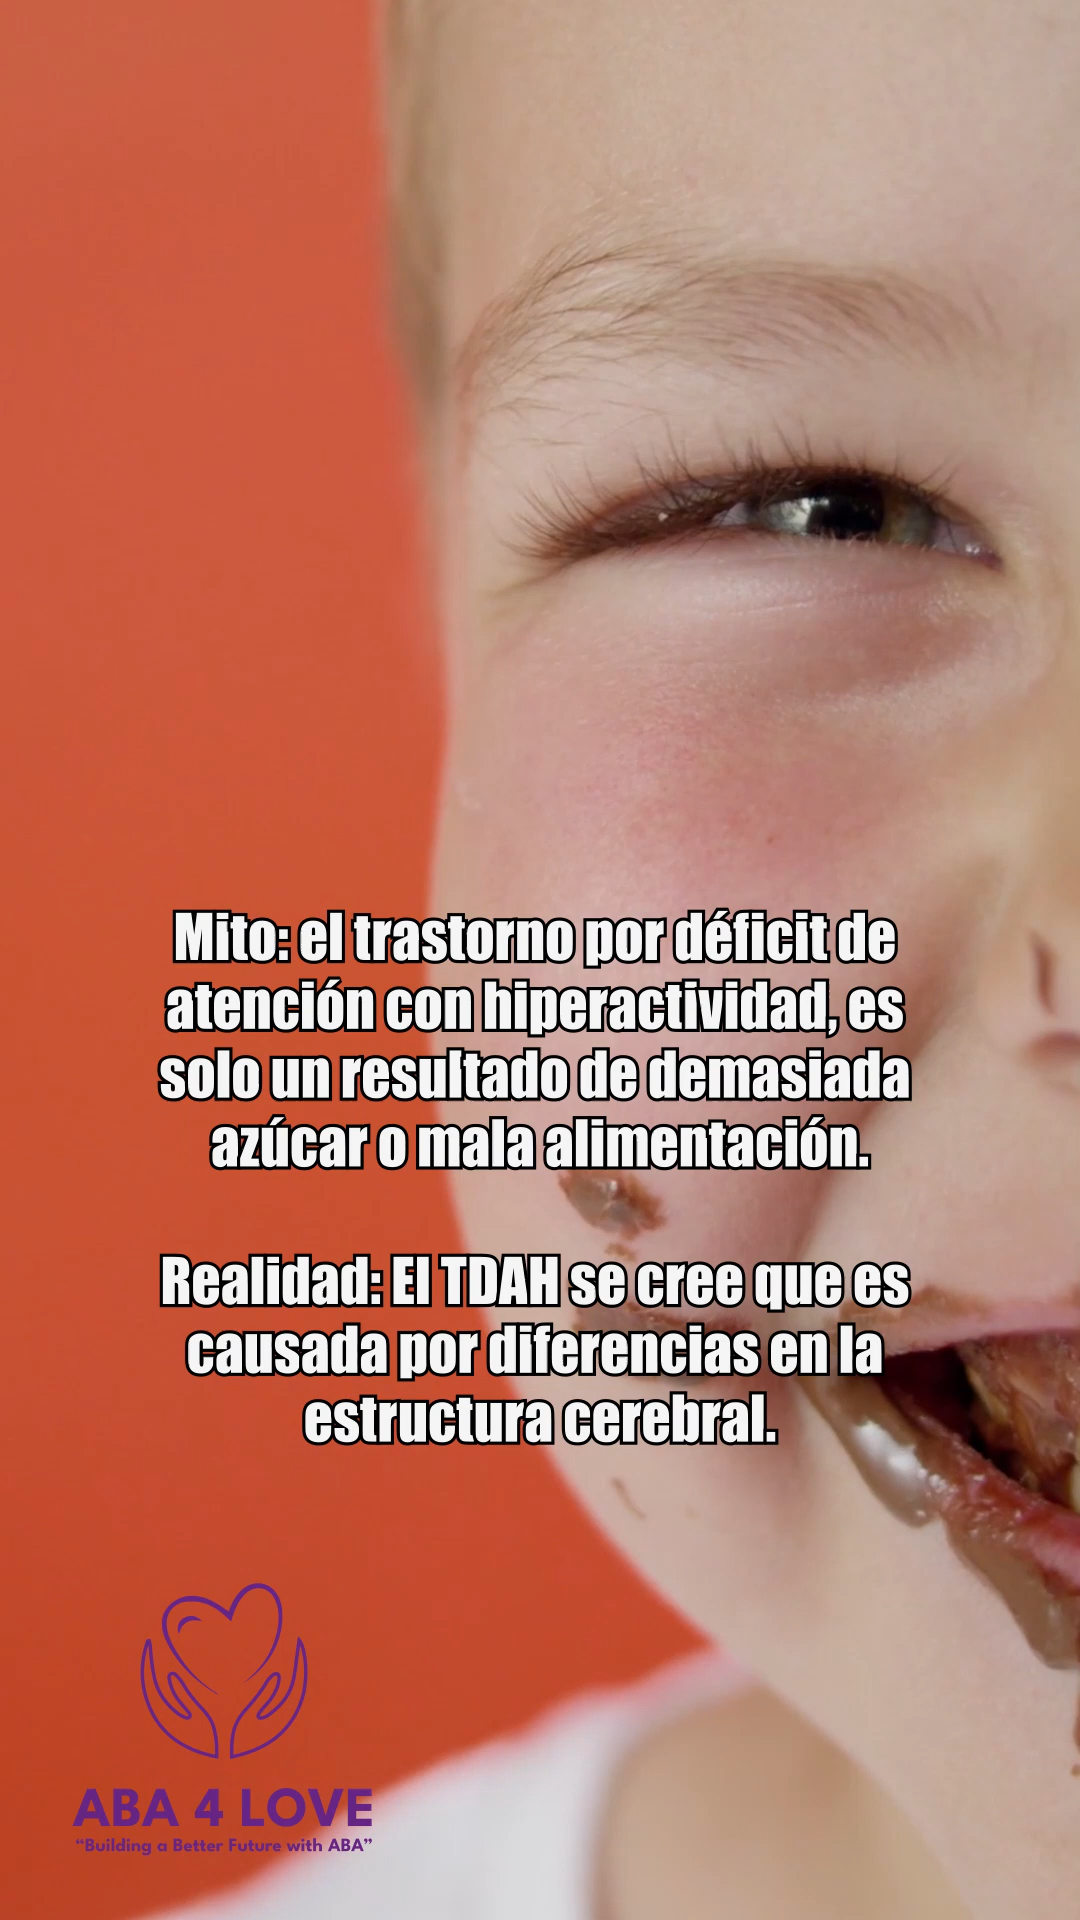 Mito: el trastorno por déficit de
atención con hiperactividad, es
solo un resultado de demasiada
azúcar o mala alimentación.
Realidad: El TDAH se cree que es
causada por diferencias en la
estructura cerebral.
ABA 4 LOVE
“Building a Better Future with ABA”